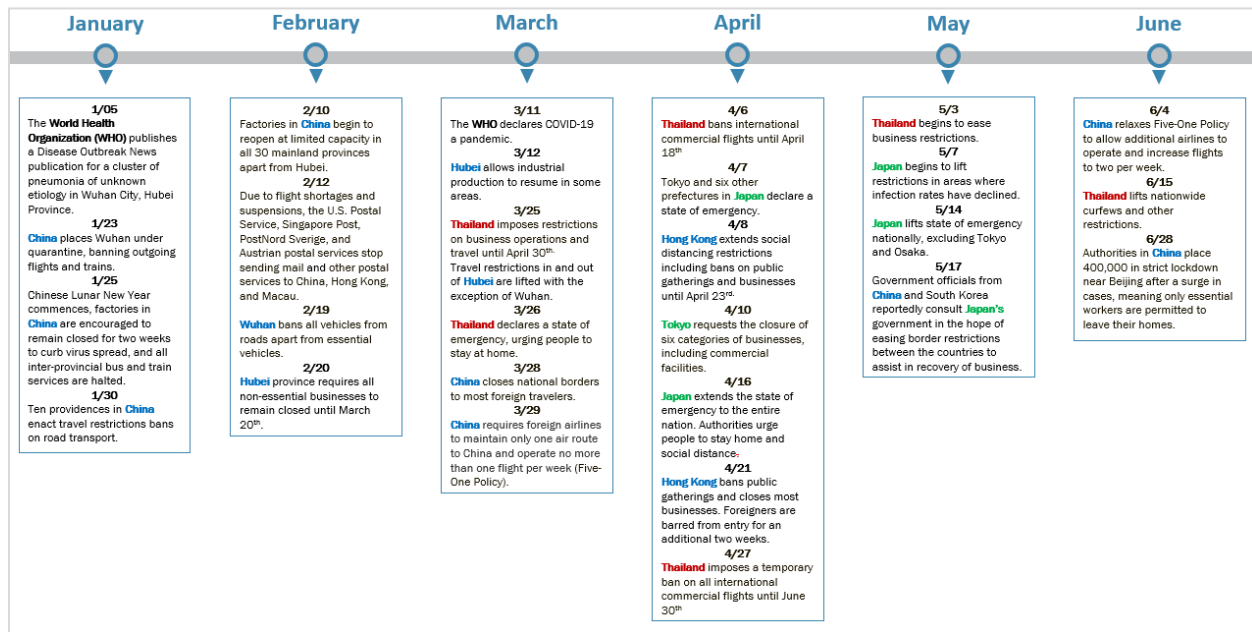 January
February
March
April
May
June
1/05
The World Health
Organization (WHO) publishes
a Disease Outbreak News
publication for a cluster of
pneumonia of unknown
etiology in Wuhan City, Hubei
Province.
1/23
China places Wuhan under
quarantine, banning outgoing
flights and trains.
1/25
Chinese Lunar New Year
commences, factories in
China are encouraged to
remain closed for two weeks
to curb virus spread, and all
inter-provincial bus and train
services are halted.
1/30
Ten providences in China
enact travel restrictions bans
on road transport.
2/10
Factories in China begin to
reopen at limited capacity in
all 30 mainland provinces
apart from Hubei.
2/12
Due to flight shortages and
suspensions, the U.S. Postal
Service, Singapore Post,
PostNord Sverige, and
Austrian postal services stop
sending mail and other postal
services to China, Hong Kong,
and Macau.
2/19
Wuhan bans all vehicles from
roads apart from essential
vehicles.
2/20
Hubei province requires all
non-essential businesses to
remain closed until March
20th.
3/11
The WHO declares COVID-19
a pandemic.
3/12
Hubei allows industrial
production to resume in some
areas.
3/25
Thailand imposes restrictions
on business operations and
travel until April 30th.
Travel restrictions in and out
of Hubei are lifted with the
exception of Wuhan.
3/26
Thailand declares a state of
emergency, urging people to
stay at home.
3/28
China closes national borders
to most foreign travelers.
3/29
China requires foreign airlines
to maintain only one air route
to China and operate no more
than one flight per week (Five-
One Policy).
4/6
Thailand bans international
commercial flights until April
18th
4/7
Tokyo and six other
prefectures in Japan declare a
state of emergency.
4/8
Hong Kong extends social
distancing restrictions
including bans on public
gatherings and businesses
until April 23rd.
4/10
Tokyo requests the closure of
six categories of businesses,
including commercial
facilities.
4/16
Japan extends the state of
emergency to the entire
nation. Authorities urge
people to stay home and
social distance.
4/21
Hong Kong bans public
gatherings and closes most
businesses. Foreigners are
barred from entry for an
additional two weeks.
4/27
Thailand imposes a temporary
ban on all international
commercial flights until June
30th
5/3
Thailand begins to ease
business restrictions.
5/7
Japan begins to lift
restrictions in areas where
infection rates have declined.
5/14
Japan lifts state of emergency
nationally, excluding Tokyo
and Osaka.
5/17
Government officials from
China and South Korea
reportedly consult Japan's
government in the hope of
easing border restrictions
between the countries to
assist in recovery of business.
6/4
China relaxes Five-One Policy
to allow additional airlines to
operate and increase flights
to two per week.
6/15
Thailand lifts nationwide
curfews and other
restrictions.
6/28
Authorities in China place
400,000 in strict lockdown
near Beijing after a surge in
cases, meaning only essential
workers are permitted to
leave their homes.